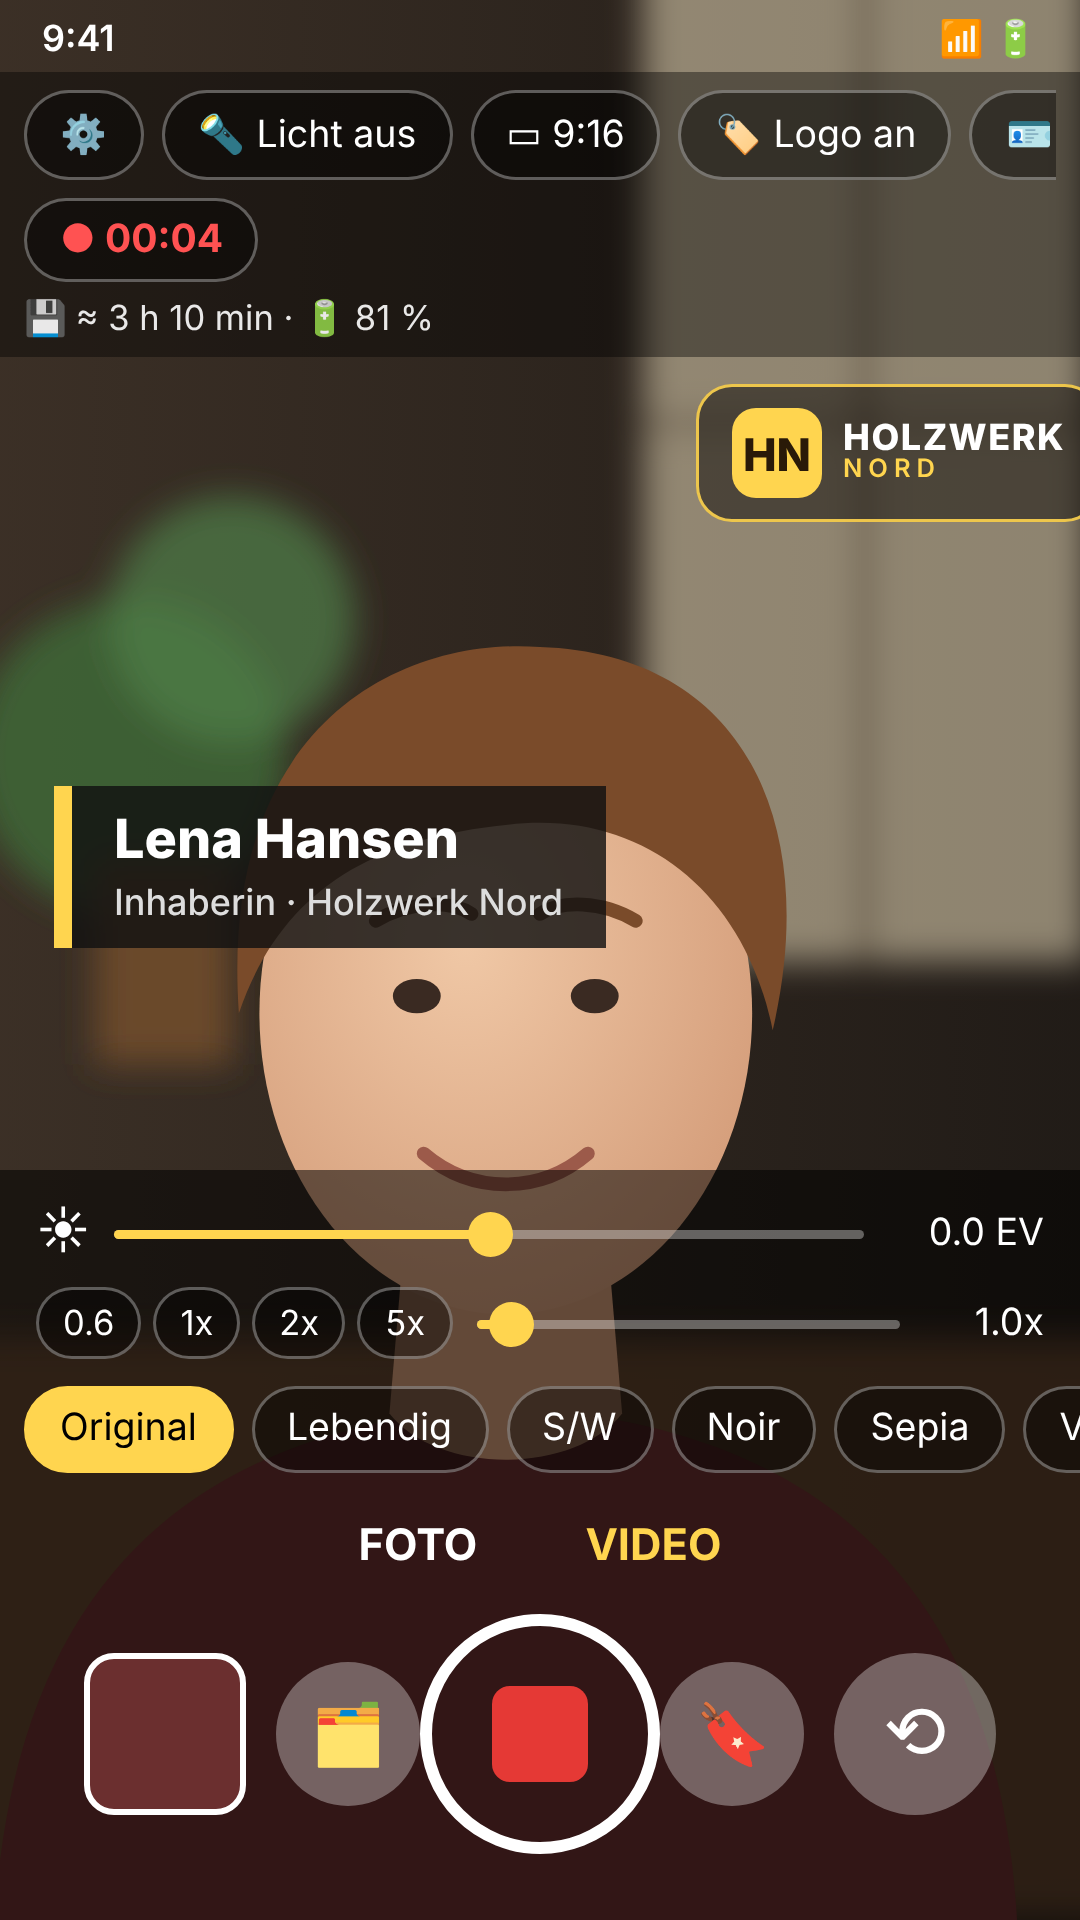 9:41
Licht aus
9:16
Logo an
00:04
≈ 3 h 10 min · 81 %
HN
HOLZWERK
NORD
Lena Hansen
Inhaberin · Holzwerk Nord
0.0 EV
0.6 1x 2x 5x 1.0x
Original Lebendig S/W Noir Sepia
FOTO VIDEO